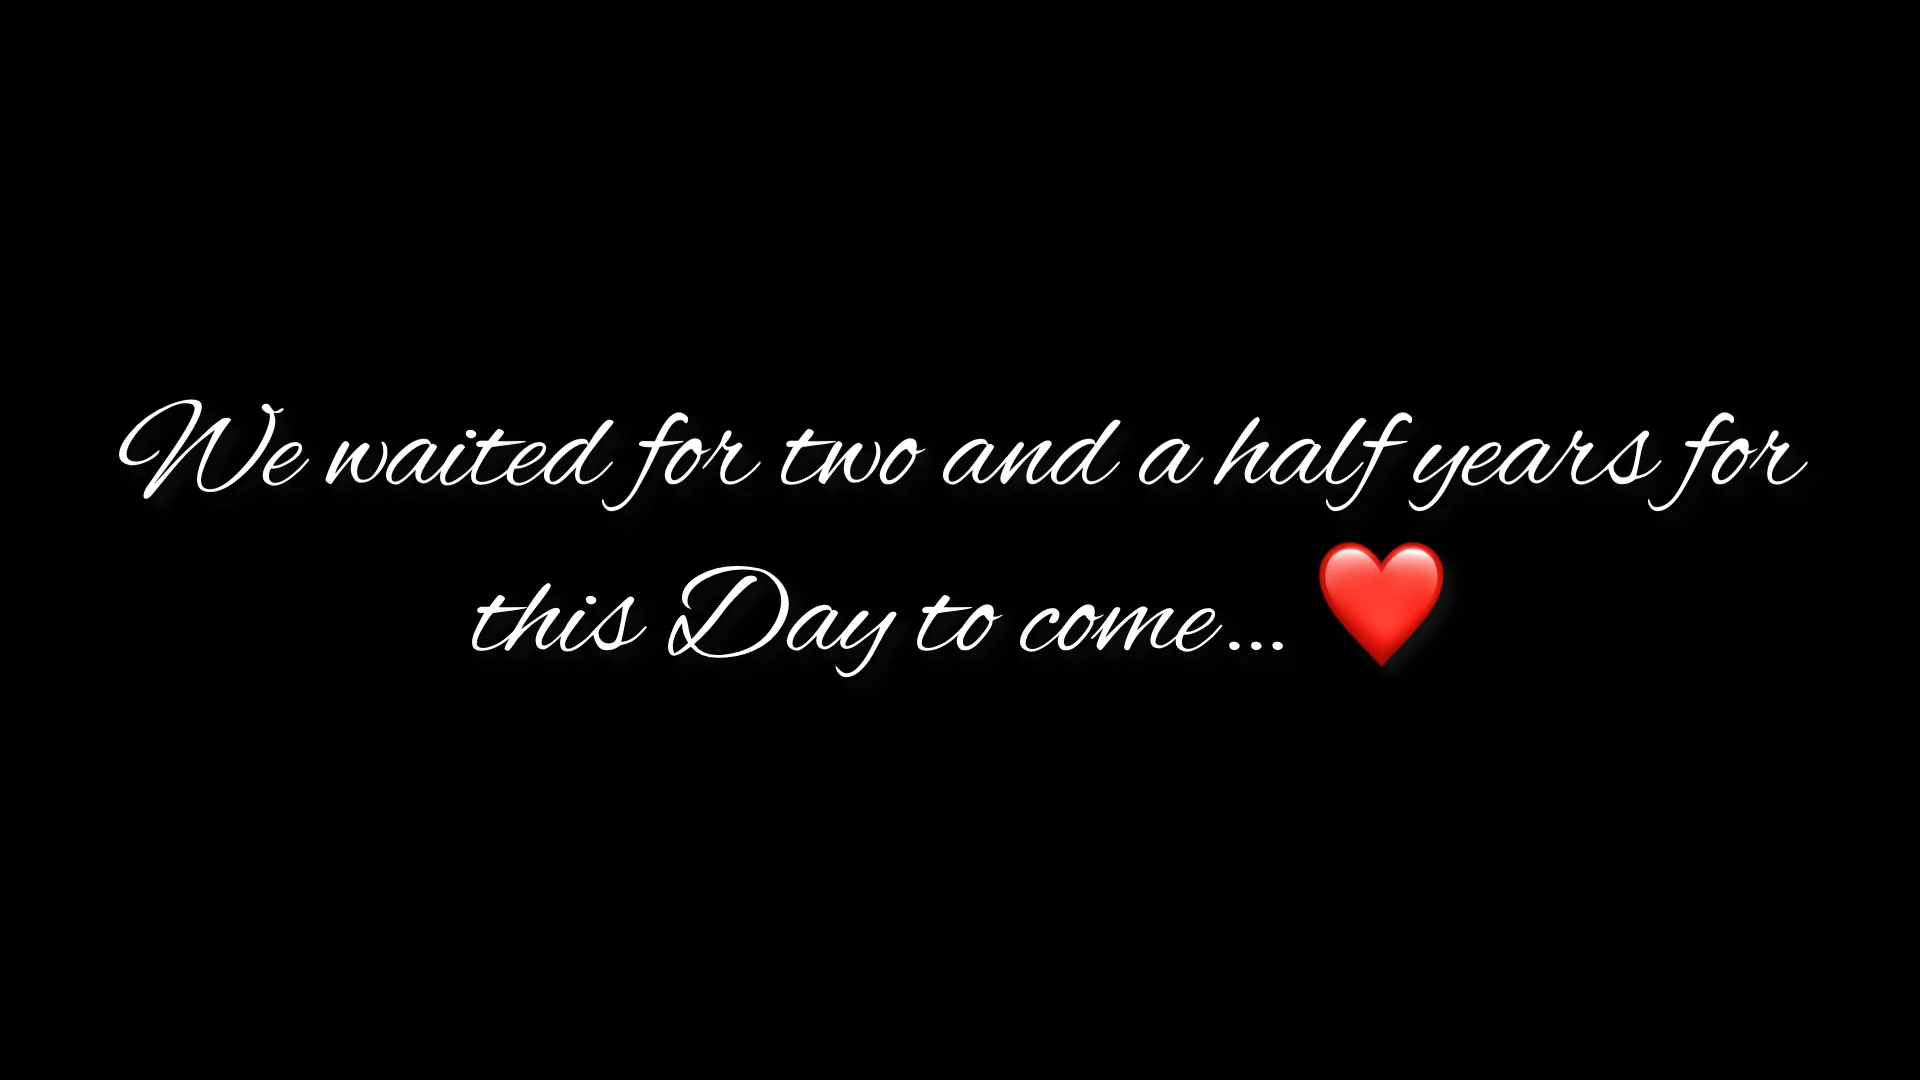 We waited for two and a half years for
this Day to come... ❤️